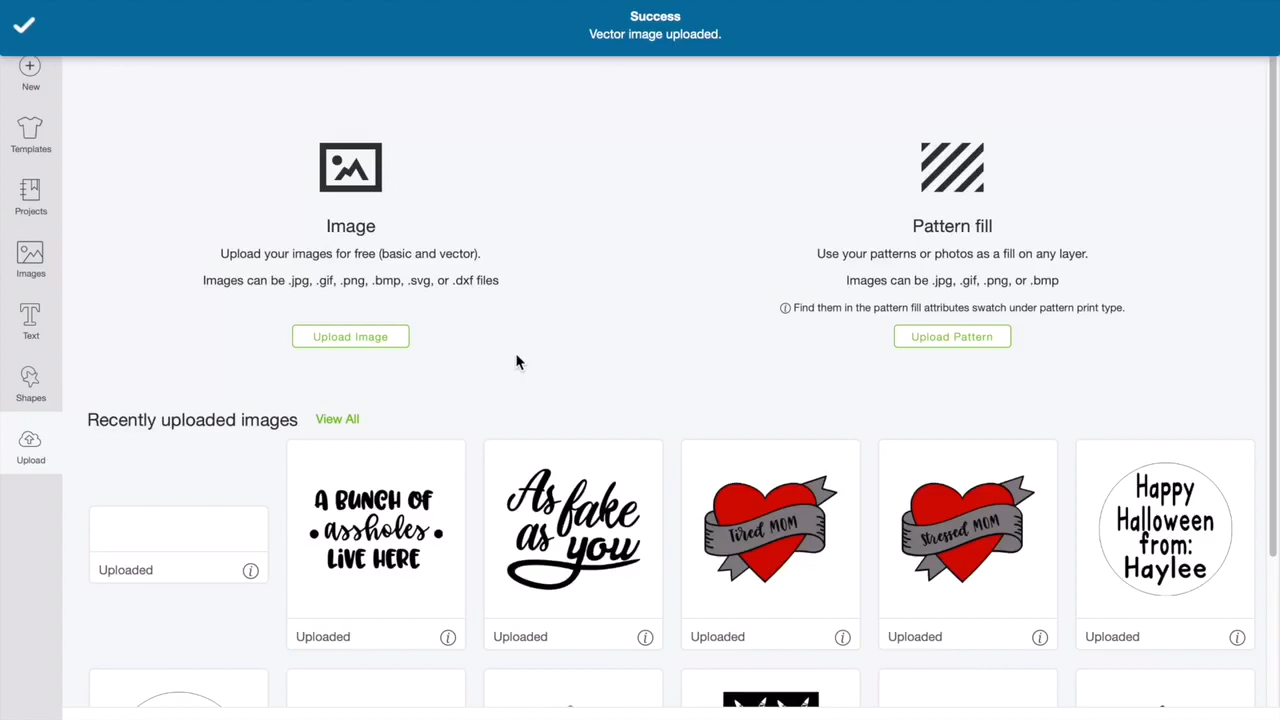 Success
Vector image uploaded.
New
Templates
Projects
Images
Text
Shapes
Upload
Image
Upload your images for free (basic and vector).
Images can be .jpg, .gif, .png, .bmp, .svg, or .dxf files
Upload Image
Pattern fill
Use your patterns or photos as a fill on any layer.
Images can be .jpg, .gif, .png, or .bmp
Find them in the pattern fill attributes swatch under pattern print type.
Upload Pattern
Recently uploaded images View All
Uploaded
A BUNCH OF
assholes
LIVE HERE
Uploaded
As fake
as you
Uploaded
Tired MOM
Uploaded
Stressed MOM
Uploaded
Happy
Halloween
from:
Haylee
Uploaded